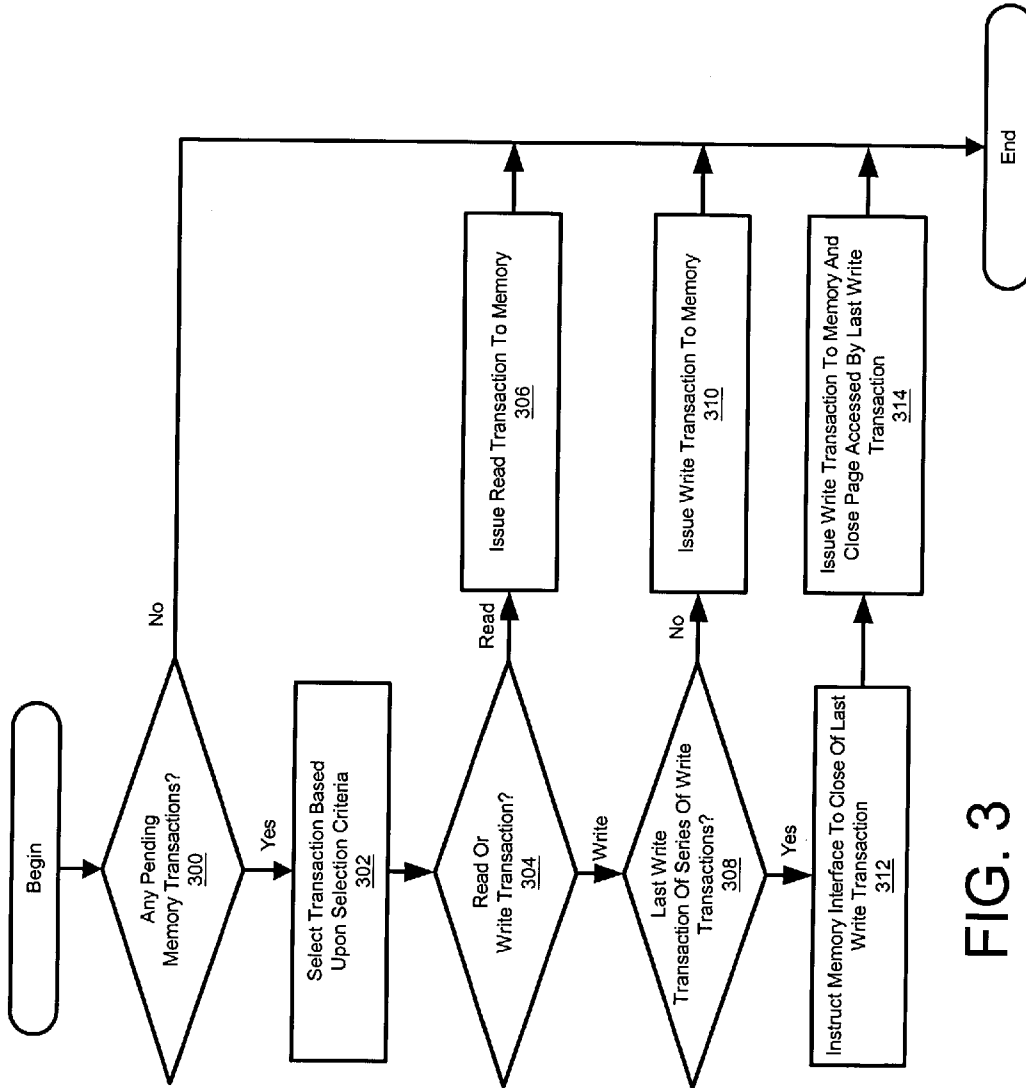 Begin
Any Pending
Memory Transactions?
300
No
Yes
Select Transaction Based
Upon Selection Criteria
302
Read Or
Write Transaction?
304
Read
Issue Read Transaction To Memory
306
Write
Last Write
Transaction Of Series Of Write
Transactions?
308
No
Issue Write Transaction To Memory
310
Yes
Instruct Memory Interface To Close Of Last
Write Transaction
312
Issue Write Transaction To Memory And
Close Page Accessed By Last Write
Transaction
314
End
FIG. 3